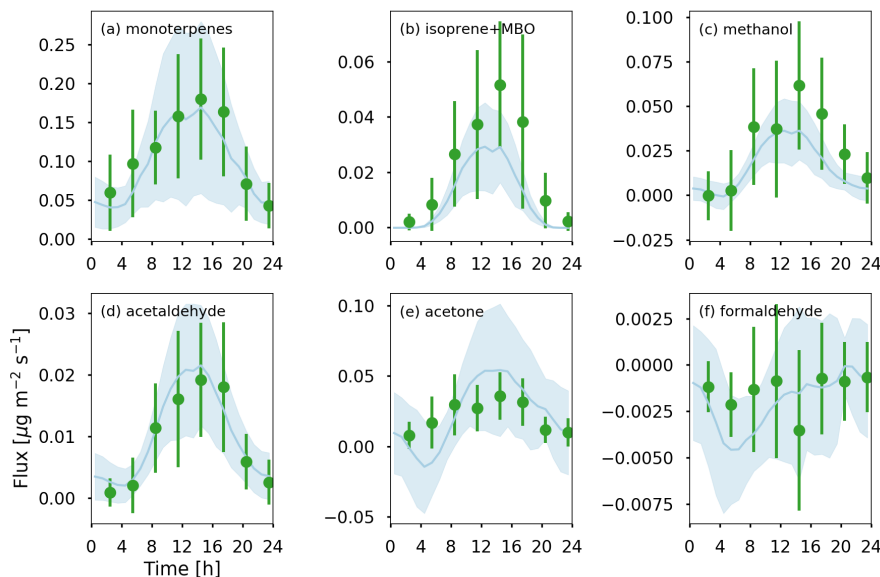 (a) monoterpenes
0.25
0.20
0.15
0.10
0.05
0.00
0 4 8 12 16 20 24
(b) isoprene+MBO
0.06
0.04
0.02
0.00
0 4 8 12 16 20 24
(c) methanol
0.100
0.075
0.050
0.025
0.000
−0.025
0 4 8 12 16 20 24
(d) acetaldehyde
0.03
0.02
0.01
0.00
0 4 8 12 16 20 24
Flux [μg m⁻² s⁻¹]
Time [h]
(e) acetone
0.10
0.05
0.00
−0.05
0 4 8 12 16 20 24
(f) formaldehyde
0.0025
0.0000
−0.0025
−0.0050
−0.0075
0 4 8 12 16 20 24